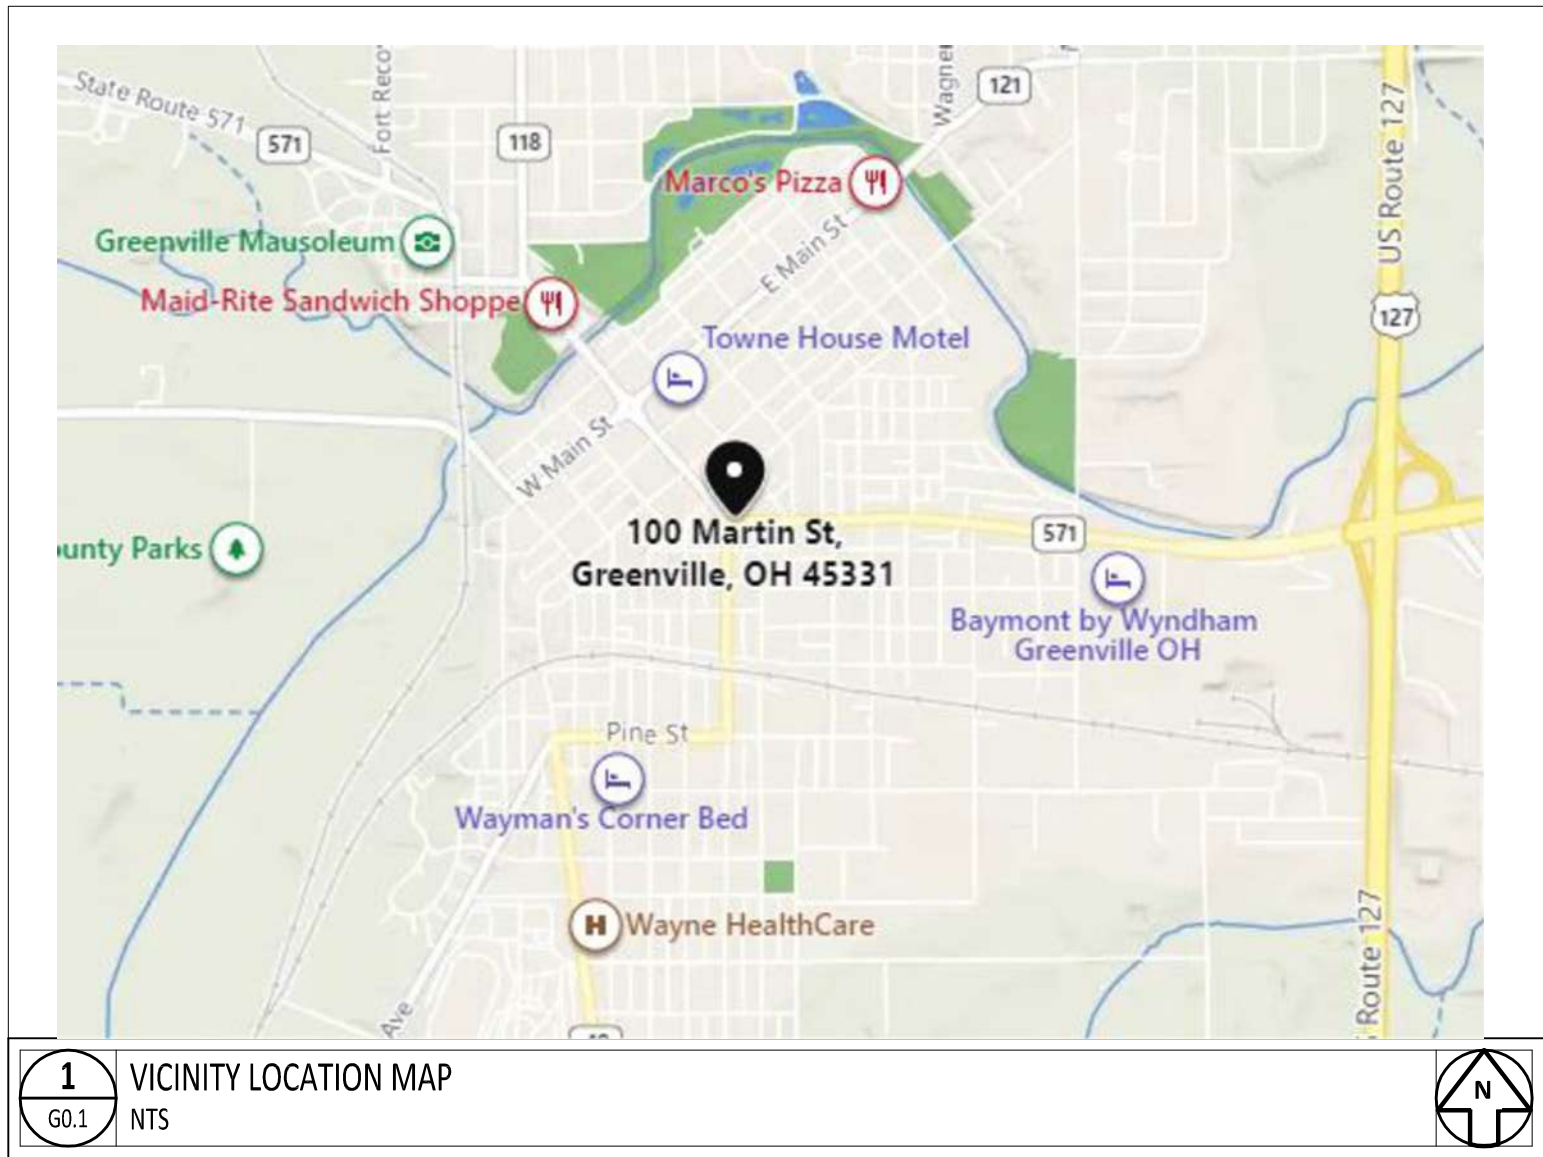 State Route 571
571
Fort Reco
118
Wagner
121
US Route 127
Marco's Pizza
Greenville Mausoleum
E Main St
Maid-Rite Sandwich Shoppe
127
Towne House Motel
W Main St
100 Martin St,
Greenville, OH 45331
571
ounty Parks
Baymont by Wyndham
Greenville OH
Pine St
Wayman's Corner Bed
H
Wayne HealthCare
Route 127
Ave
1
G0.1
VICINITY LOCATION MAP
NTS
N